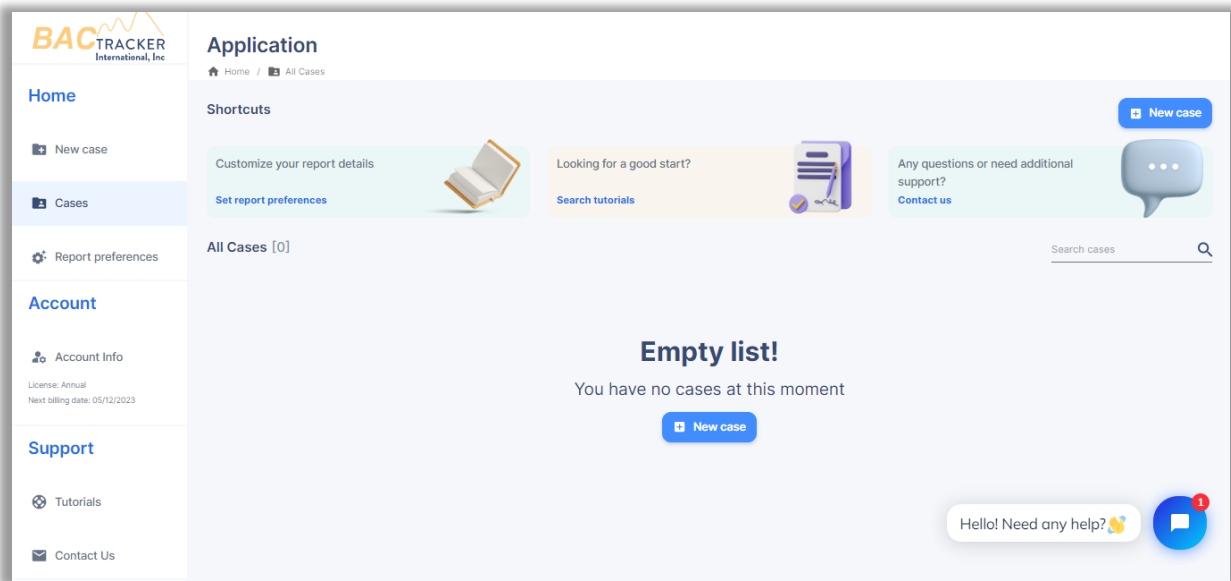 BACTRACKER
International, Inc
Application
Home / All Cases
Home
New case
Cases
Report preferences
Account
Account Info
License: Annual
Next billing date: 05/12/2023
Support
Tutorials
Contact Us
Shortcuts
New case
Customize your report details
Set report preferences
Looking for a good start?
Search tutorials
Any questions or need additional
support?
Contact us
All Cases [0]
Search cases
Empty list!
You have no cases at this moment
New case
Hello! Need any help?👋
1